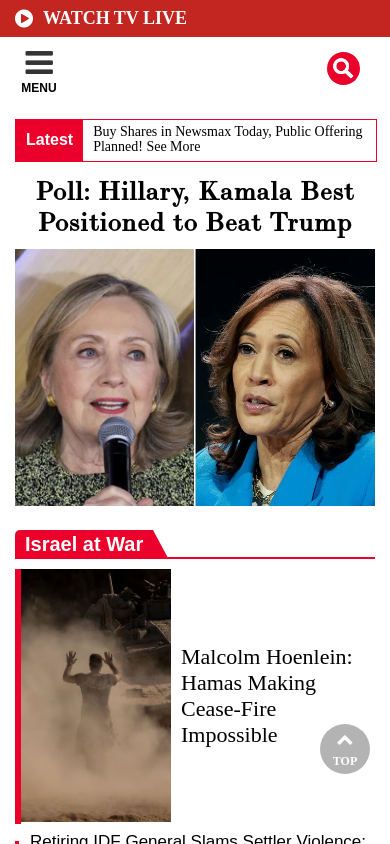 WATCH TV LIVE
MENU
Latest
Buy Shares in Newsmax Today, Public Offering
Planned! See More
Poll: Hillary, Kamala Best
Positioned to Beat Trump
Israel at War
Malcolm Hoenlein:
Hamas Making
Cease-Fire
Impossible
TOP
Retiring IDF General Slams Settler Violence: